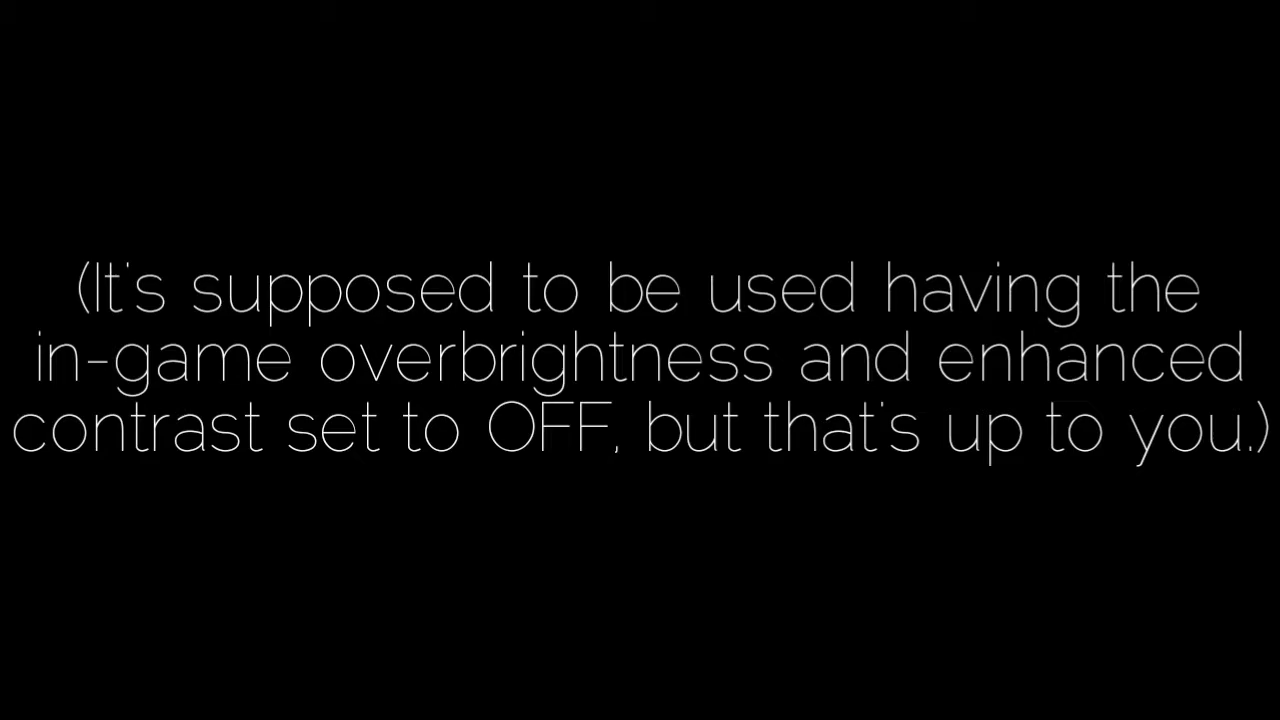 (It's supposed to be used having the
in-game overbrightness and enhanced
contrast set to OFF, but that's up to you.)